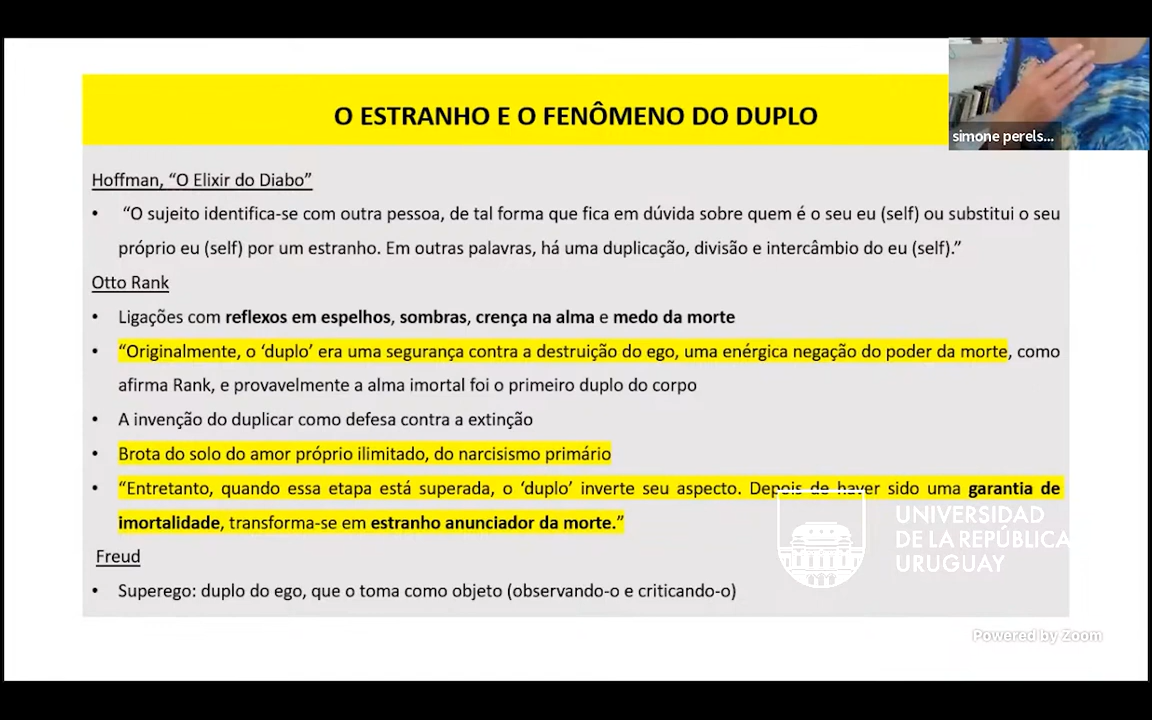 O ESTRANHO E O FENÔMENO DO DUPLO
simone perels...
Hoffman, “O Elixir do Diabo”
• “O sujeito identifica-se com outra pessoa, de tal forma que fica em dúvida sobre quem é o seu eu (self) ou substitui o seu
próprio eu (self) por um estranho. Em outras palavras, há uma duplicação, divisão e intercâmbio do eu (self).”
Otto Rank
• Ligações com reflexos em espelhos, sombras, crença na alma e medo da morte
• “Originalmente, o ‘duplo’ era uma segurança contra a destruição do ego, uma enérgica negação do poder da morte, como
afirma Rank, e provavelmente a alma imortal foi o primeiro duplo do corpo
• A invenção do duplicar como defesa contra a extinção
• Brota do solo do amor próprio ilimitado, do narcisismo primário
• “Entretanto, quando essa etapa está superada, o ‘duplo’ inverte seu aspecto. Depois de haver sido uma garantia de
imortalidade, transforma-se em estranho anunciador da morte.”
Freud
• Superego: duplo do ego, que o toma como objeto (observando-o e criticando-o)
UNIVERSIDAD
DE LA REPÚBLICA
URUGUAY
Powered by Zoom